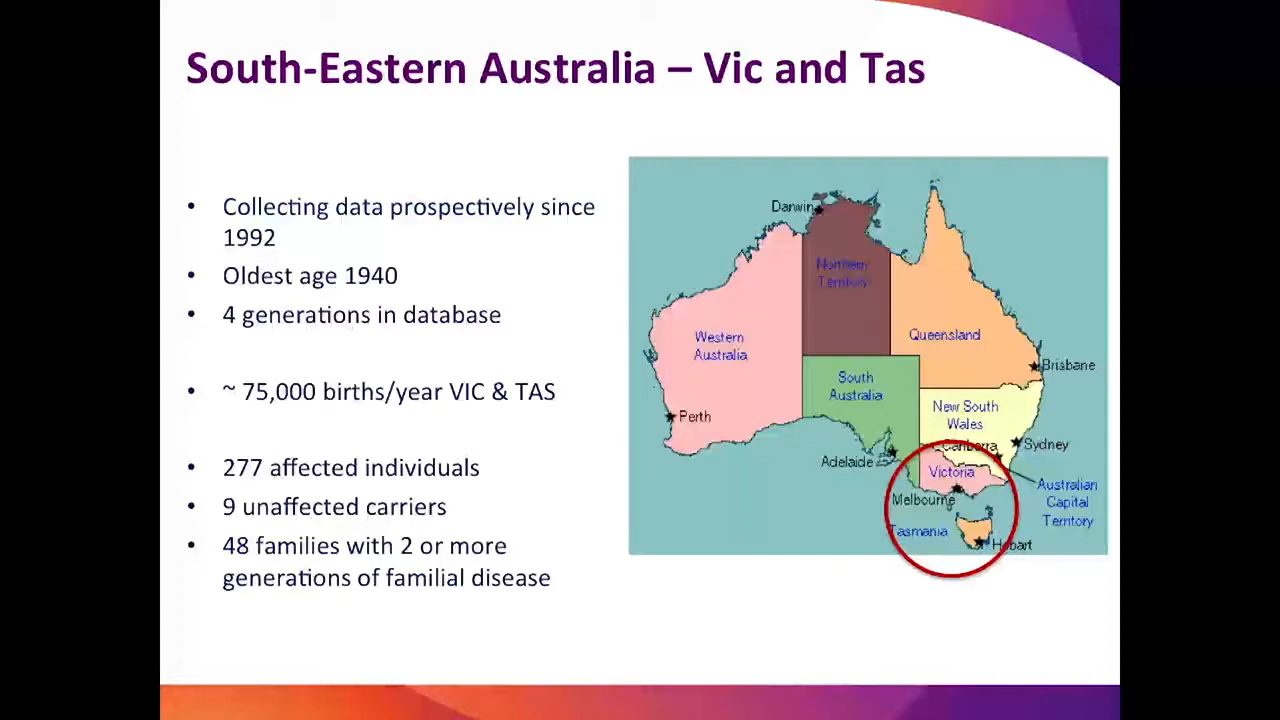 South-Eastern Australia – Vic and Tas
• Collecting data prospectively since
1992
• Oldest age 1940
• 4 generations in database
• ~ 75,000 births/year VIC & TAS
• 277 affected individuals
• 9 unaffected carriers
• 48 families with 2 or more
generations of familial disease
Darwin
Northern
Territory
Western
Australia
Queensland
Brisbane
South
Australia
New South
Wales
Perth
Canberra
Sydney
Adelaide
Victoria
Melbourne
Australian
Capital
Territory
Tasmania
Hobart